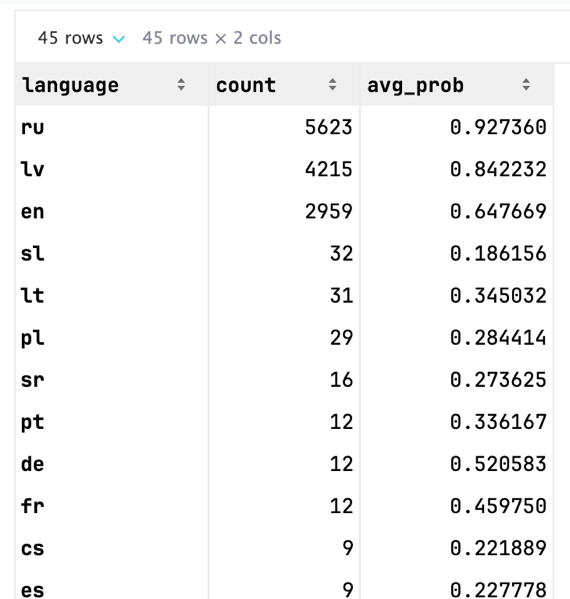 45 rows 45 rows × 2 cols
language count avg_prob
ru 5623 0.927360
lv 4215 0.842232
en 2959 0.647669
sl 32 0.186156
lt 31 0.345032
pl 29 0.284414
sr 16 0.273625
pt 12 0.336167
de 12 0.520583
fr 12 0.459750
cs 9 0.221889
es 9 0.227778